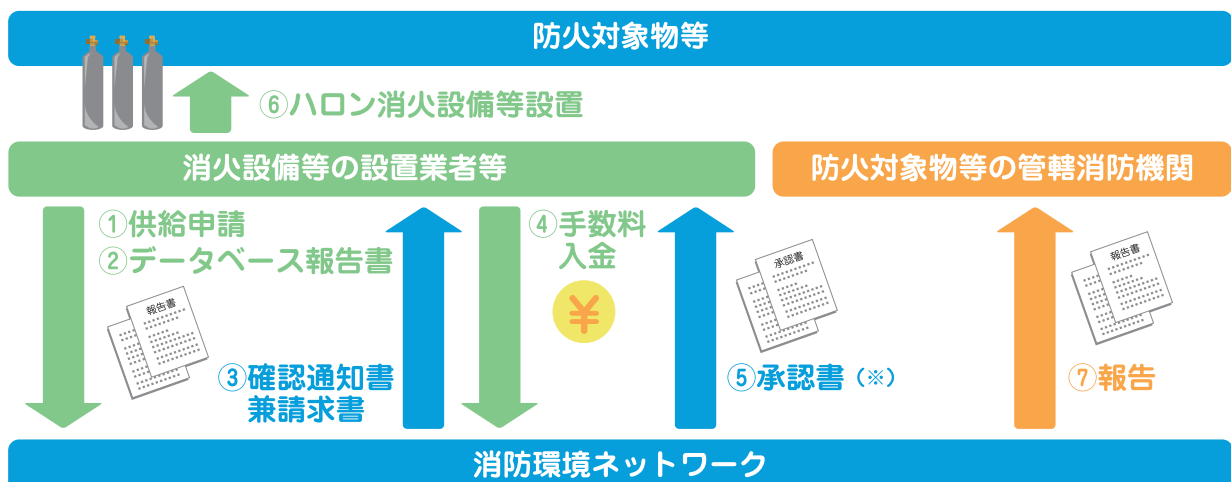 防火対象物等
⑥ハロン消火設備等設置
消火設備等の設置業者等
防火対象物等の管轄消防機関
①供給申請
②データベース報告書
報告書
③確認通知書
兼請求書
④手数料
入金
¥
承認書
⑤承認書（※）
報告書
⑦報告
消防環境ネットワーク